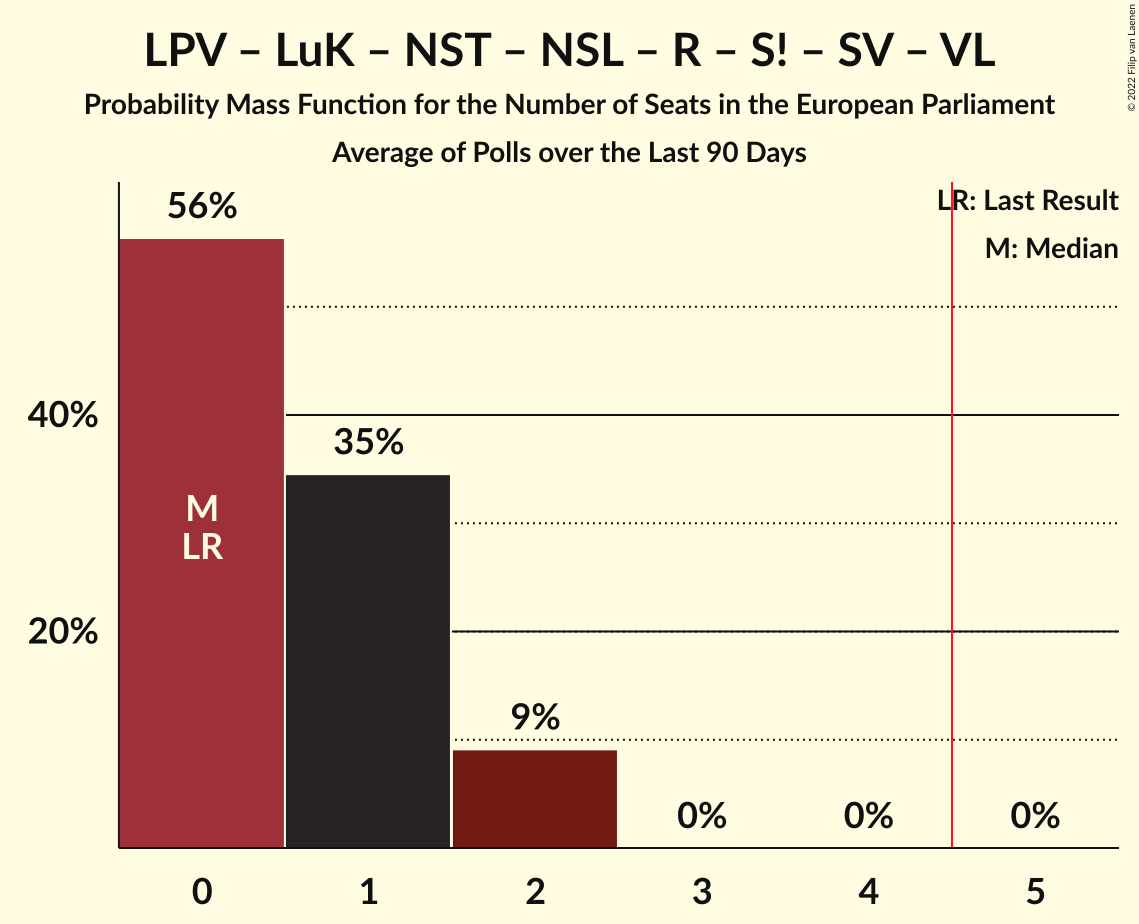 LPV – LuK – NST – NSL – R – S! – SV – VL
Probability Mass Function for the Number of Seats in the European Parliament
Average of Polls over the Last 90 Days
© 2022 Filip van Laenen
LR: Last Result
M: Median
56%
40%
35%
M
LR
20%
9%
0%
0%
0%
0
1
2
3
4
5